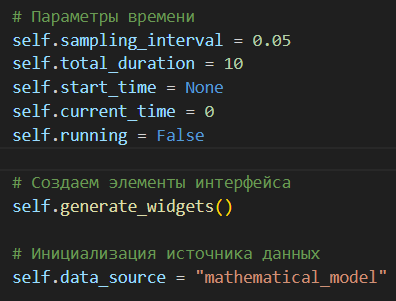 # Параметры времени
self.sampling_interval = 0.05
self.total_duration = 10
self.start_time = None
self.current_time = 0
self.running = False
# Создаем элементы интерфейса
self.generate_widgets()
# Инициализация источника данных
self.data_source = "mathematical_model"